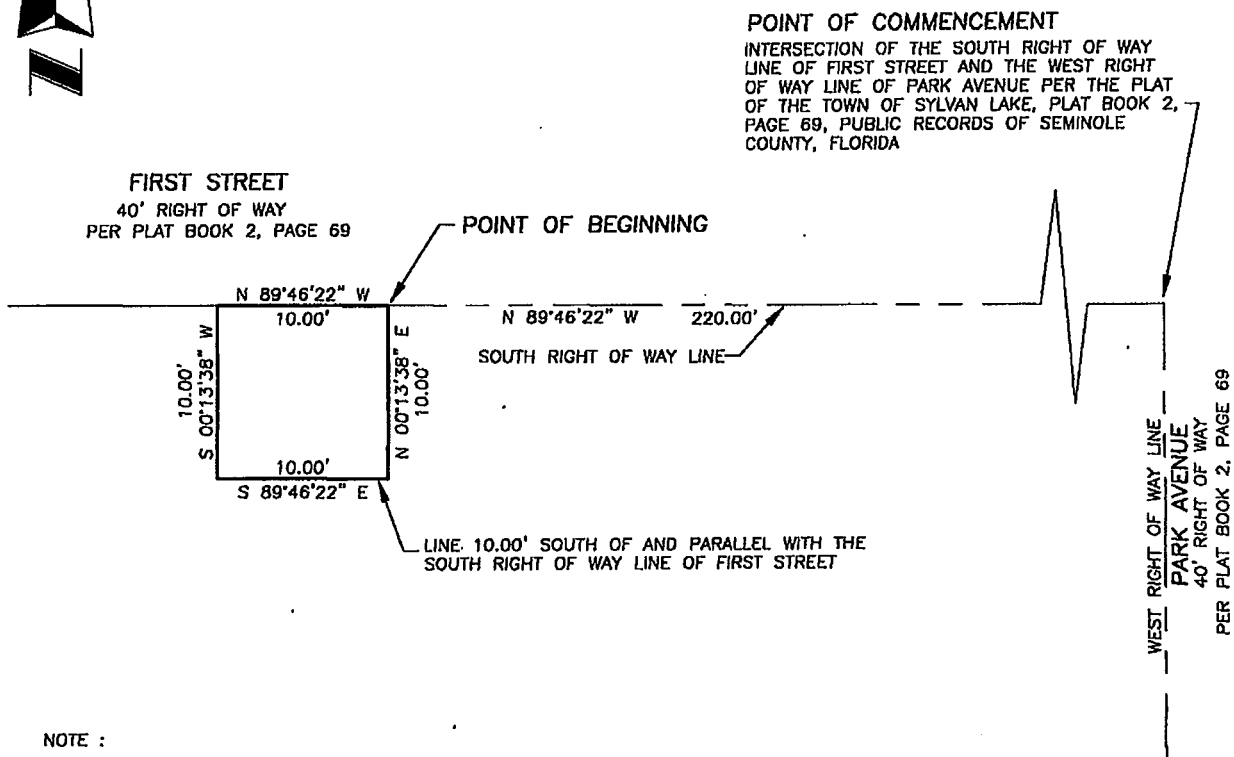 N
POINT OF COMMENCEMENT
INTERSECTION OF THE SOUTH RIGHT OF WAY
LINE OF FIRST STREET AND THE WEST RIGHT
OF WAY LINE OF PARK AVENUE PER THE PLAT
OF THE TOWN OF SYLVAN LAKE, PLAT BOOK 2,
PAGE 69, PUBLIC RECORDS OF SEMINOLE
COUNTY, FLORIDA
FIRST STREET
40' RIGHT OF WAY
PER PLAT BOOK 2, PAGE 69
POINT OF BEGINNING
N 89°46'22" W
10.00'
N 89°46'22" W 220.00'
SOUTH RIGHT OF WAY LINE
10.00'
S 00°13'38" W
N 00°13'38" E
10.00'
10.00'
S 89°46'22" E
LINE 10.00' SOUTH OF AND PARALLEL WITH THE
SOUTH RIGHT OF WAY LINE OF FIRST STREET
WEST RIGHT OF WAY LINE
PARK AVENUE
40' RIGHT OF WAY
PER PLAT BOOK 2, PAGE 69
NOTE :